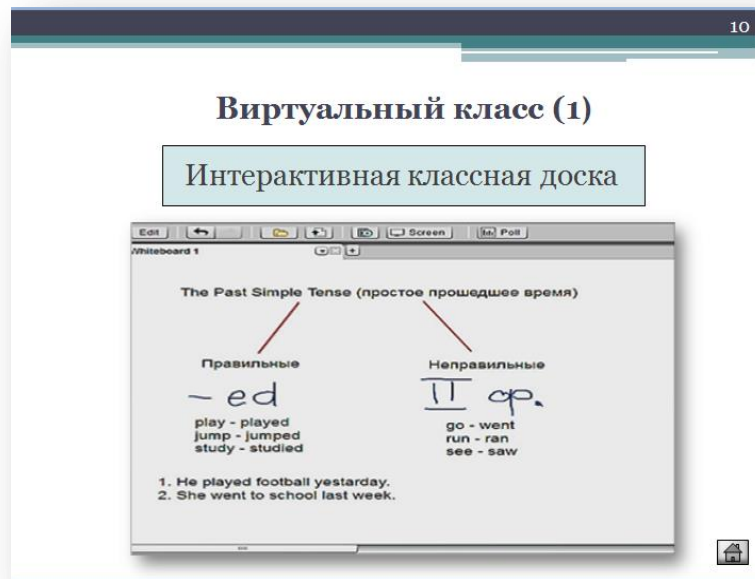 10
Виртуальный класс (1)
Интерактивная классная доска
Edit Screen Poll
Whiteboard 1
The Past Simple Tense (простое прошедшее время)
Правильные Неправильные
- ed II ср.
play - played go - went
jump - jumped run - ran
study - studied see - saw
1. He played football yestarday.
2. She went to school last week.